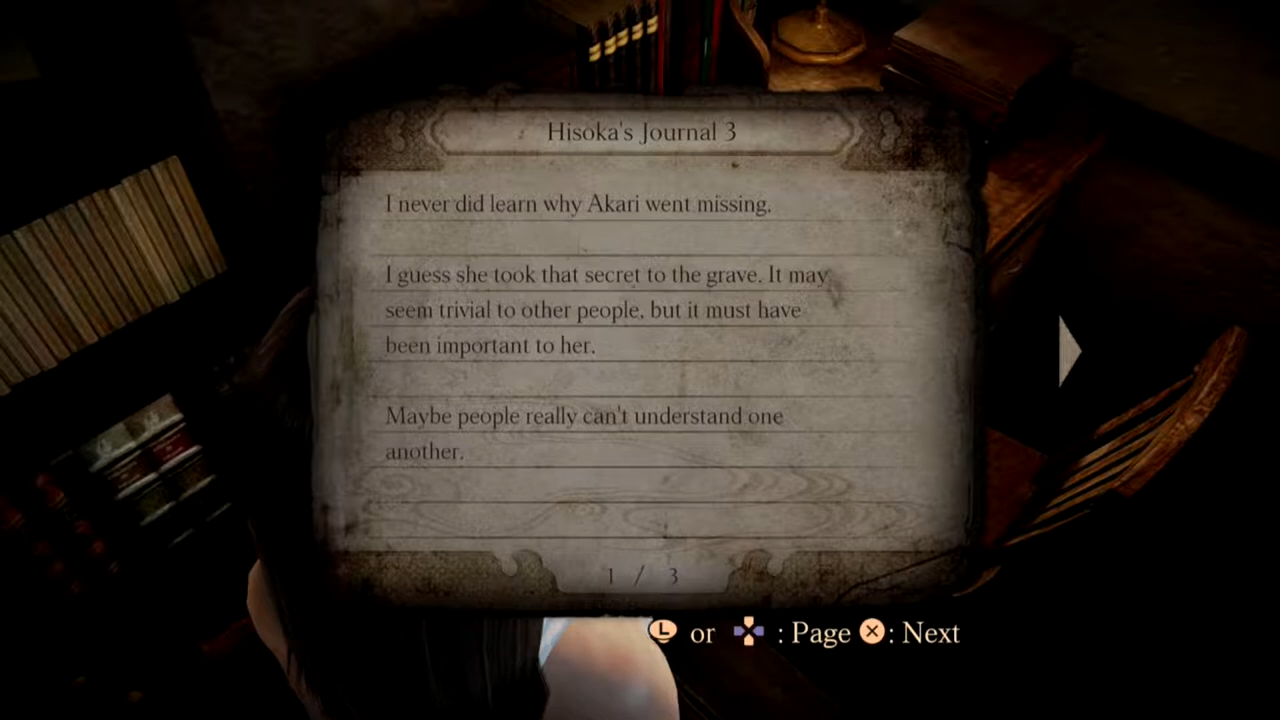 Hisoka's Journal 3
I never did learn why Akari went missing.
I guess she took that secret to the grave. It may
seem trivial to other people, but it must have
been important to her.
Maybe people really can't understand one
another.
1 / 3
L or : Page X: Next